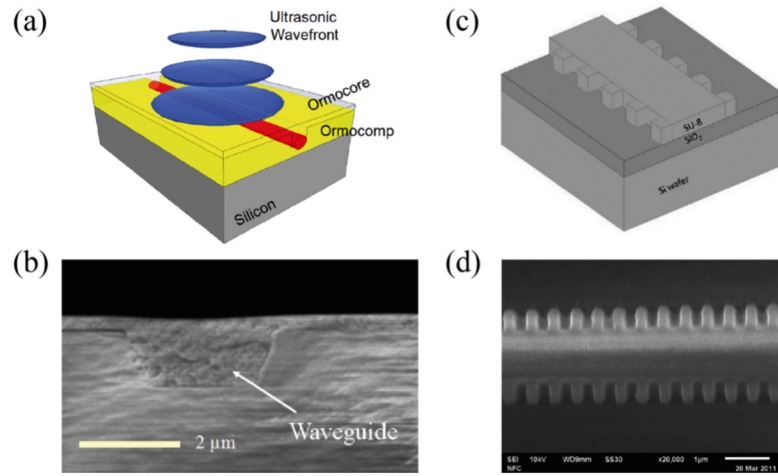 (a)
Ultrasonic
Wavefront
Ormocore
Ormocomp
Silicon
(c)
SU-8
SiO2
Si wafer
(b)
Waveguide
2 µm
(d)
SEI 10kV WD9mm SS30 x20,000 1µm
NFC 28 Mar 2011